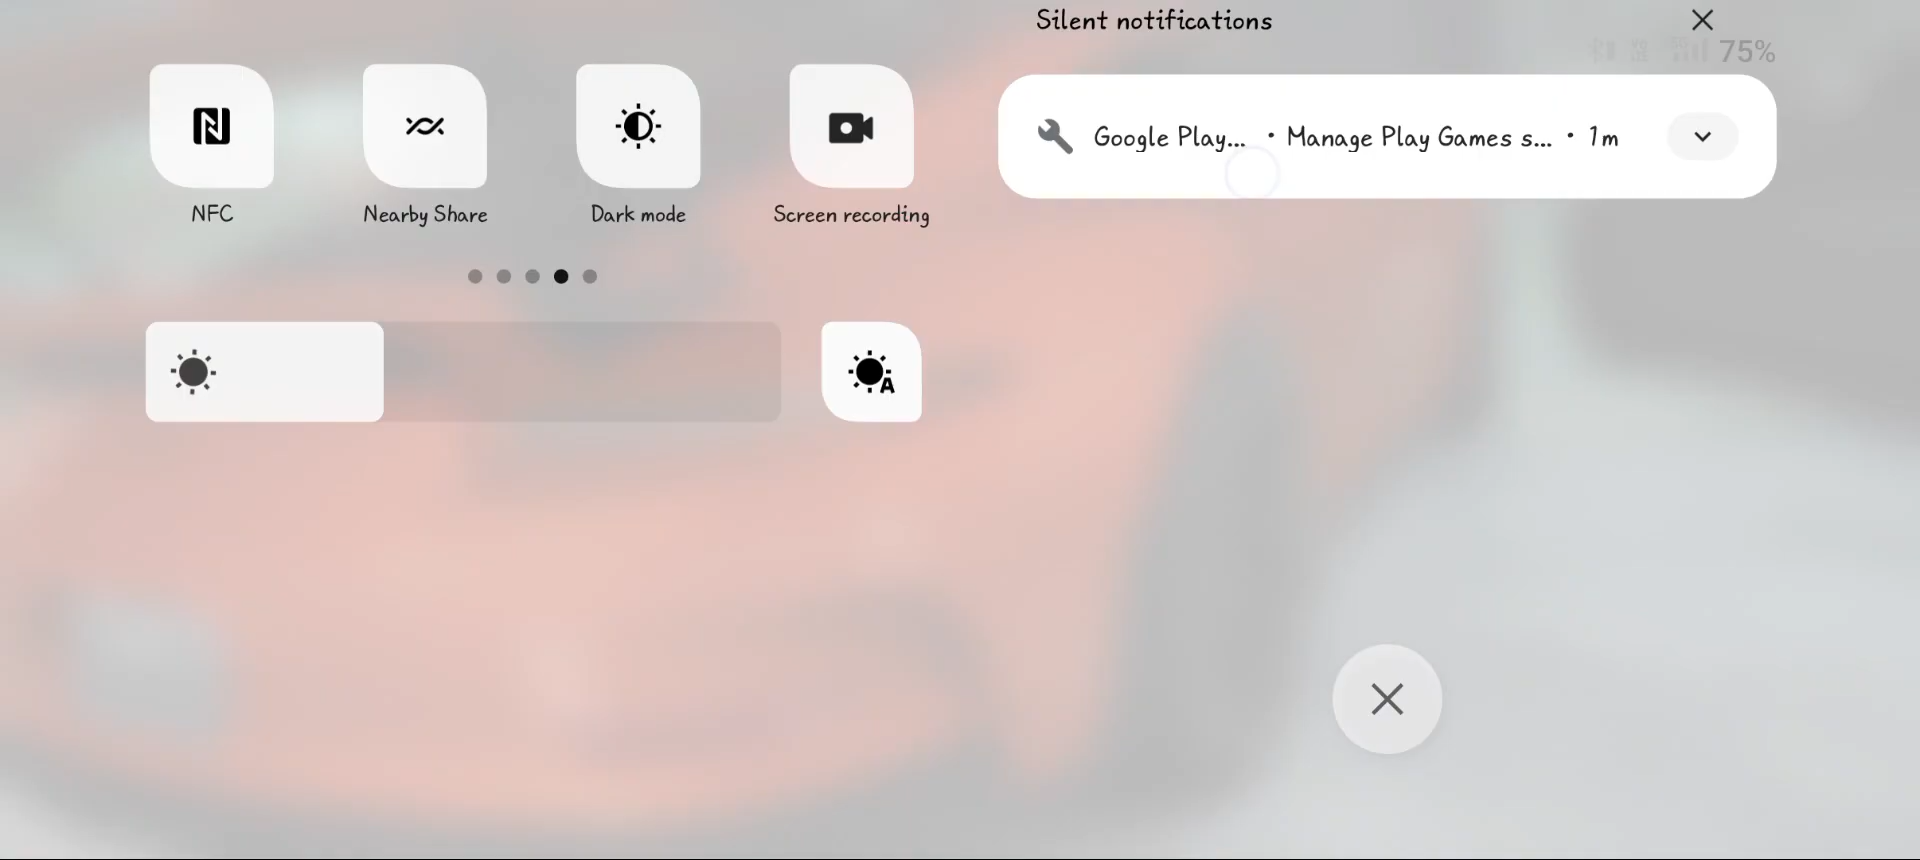 Silent notifications
75%
Google Play... • Manage Play Games s... • 1m
NFC
Nearby Share
Dark mode
Screen recording
A